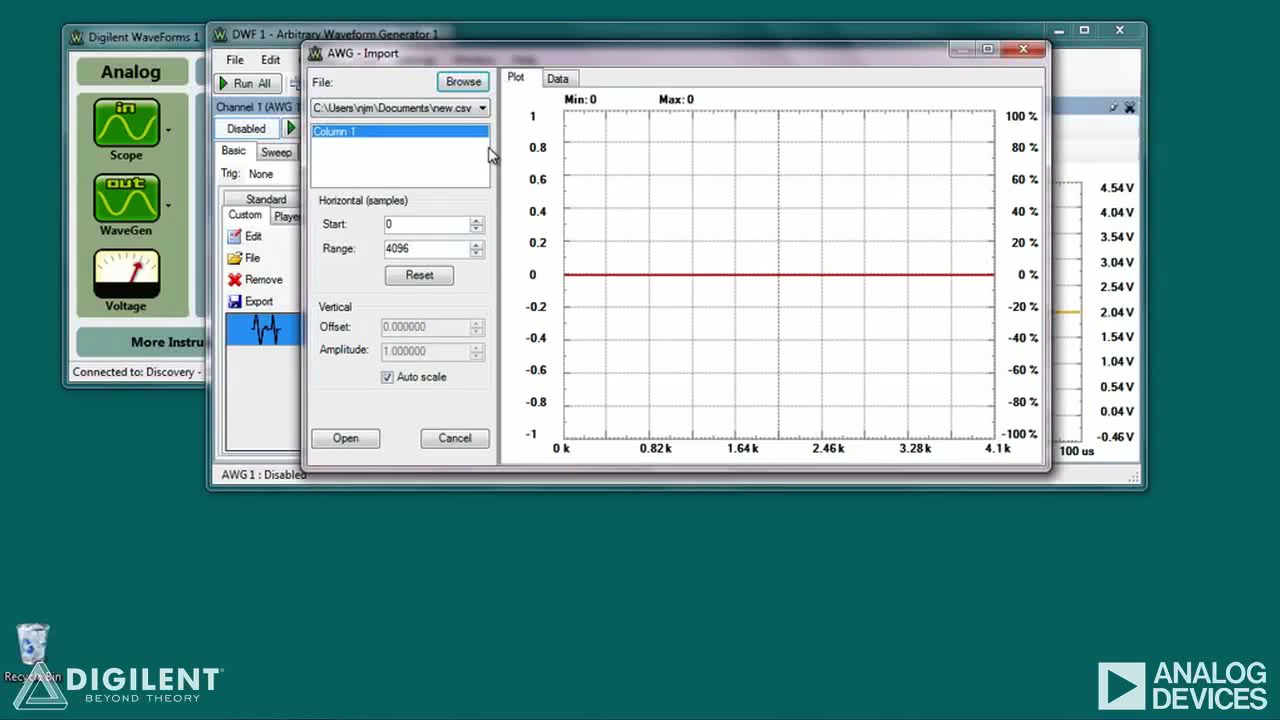 Digilent WaveForms 1
DWF 1 - Arbitrary Waveform Generator 1
AWG - Import
Analog
in
Scope
out
WaveGen
Voltage
More Instru
Connected to: Discovery -
File
Edit
Run All
Channel 1 (AWG 1
Disabled
Basic
Sweep
Trig: None
Standard
Custom
Player
Edit
File
Remove
Export
AWG 1 : Disabled
File:
Browse
C:\Users\njm\Documents\new.csv
Column 1
Horizontal (samples)
Start: 0
Range: 4096
Reset
Vertical
Offset: 0.000000
Amplitude: 1.000000
Auto scale
Open
Cancel
Plot
Data
Min: 0
Max: 0
1
0.8
0.6
0.4
0.2
0
-0.2
-0.4
-0.6
-0.8
-1
100 %
80 %
60 %
40 %
20 %
0 %
-20 %
-40 %
-60 %
-80 %
-100 %
0 k
0.82 k
1.64 k
2.46 k
3.28 k
4.1 k
4.54 V
4.04 V
3.54 V
3.04 V
2.54 V
2.04 V
1.54 V
1.04 V
0.54 V
0.04 V
-0.46 V
100 us
Recycle Bin
DIGILENT
BEYOND THEORY
ANALOG
DEVICES